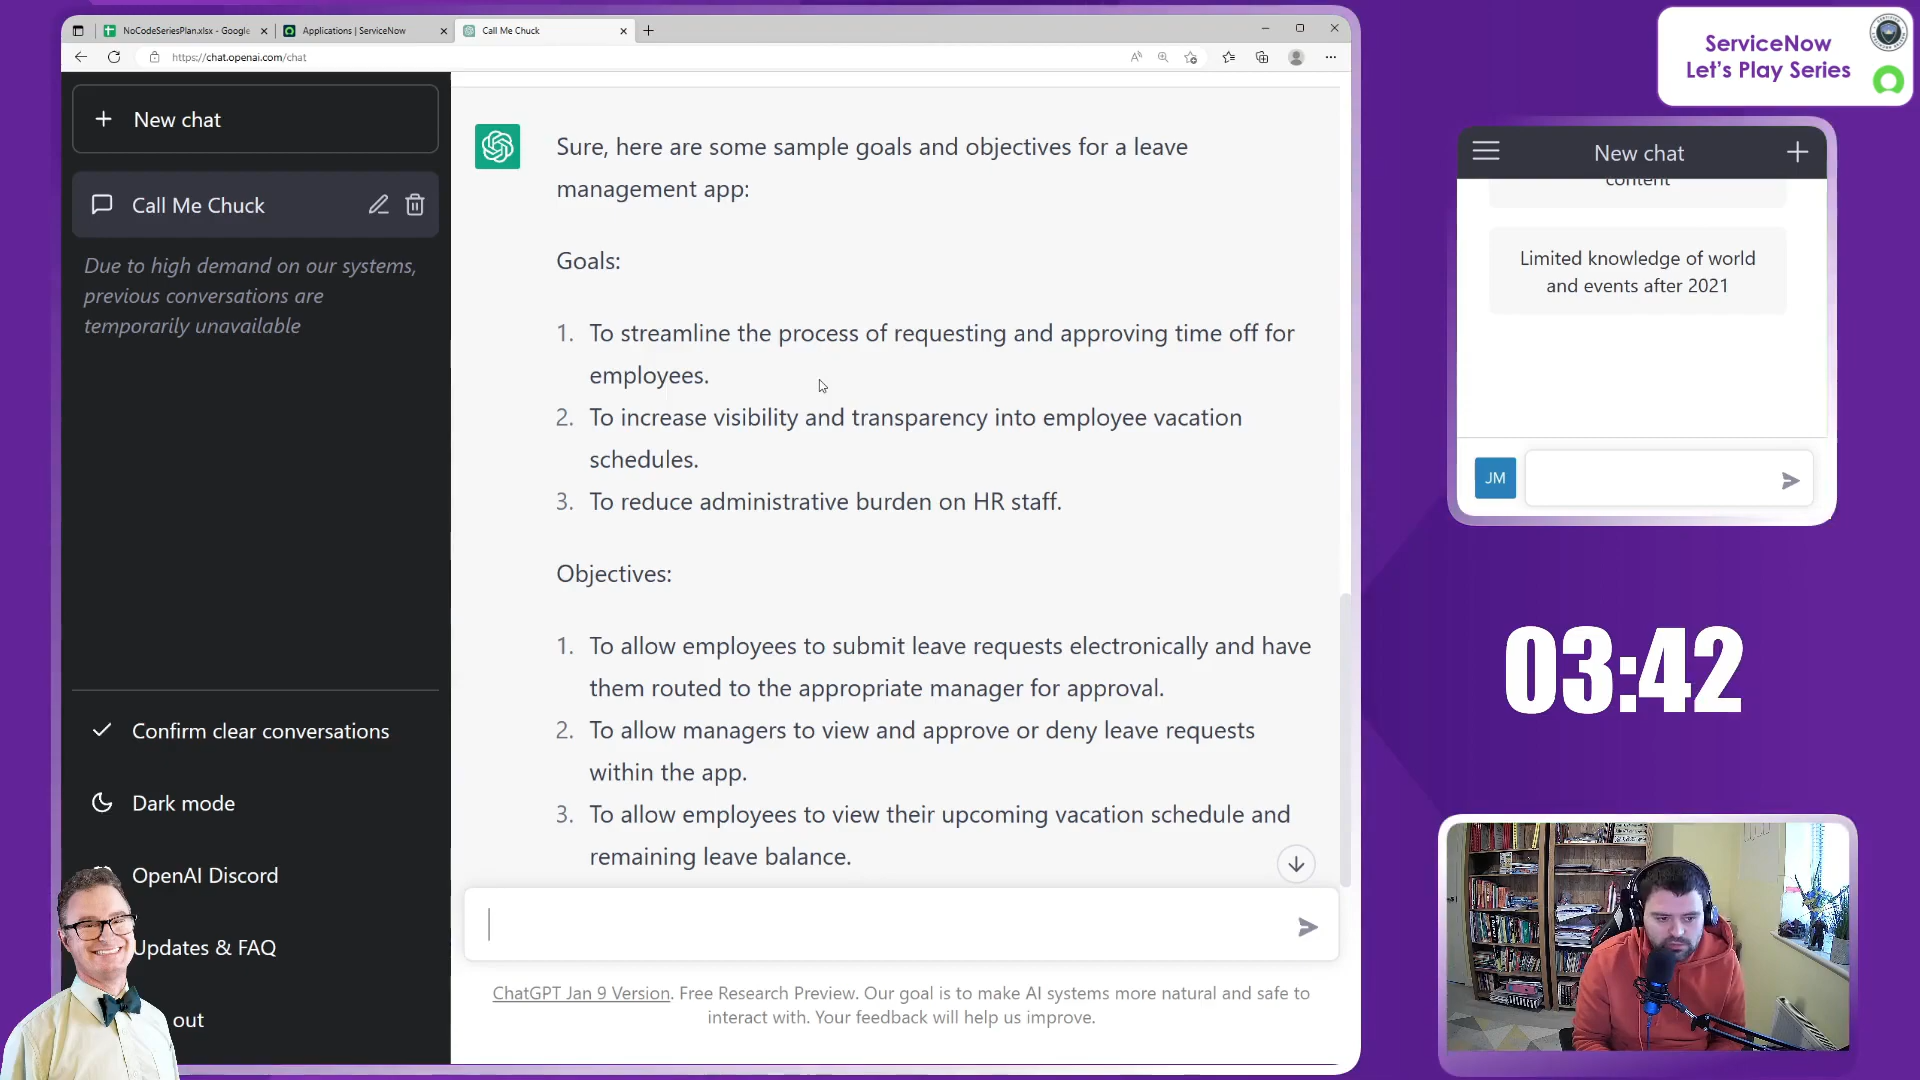 NoCodeSeriesPlan.xlsx - Google
Applications | ServiceNow
Call Me Chuck
https://chat.openai.com/chat
New chat
Call Me Chuck
Due to high demand on our systems,
previous conversations are
temporarily unavailable
Confirm clear conversations
Dark mode
OpenAI Discord
Updates & FAQ
out
Sure, here are some sample goals and objectives for a leave
management app:
Goals:
1. To streamline the process of requesting and approving time off for
employees.
2. To increase visibility and transparency into employee vacation
schedules.
3. To reduce administrative burden on HR staff.
Objectives:
1. To allow employees to submit leave requests electronically and have
them routed to the appropriate manager for approval.
2. To allow managers to view and approve or deny leave requests
within the app.
3. To allow employees to view their upcoming vacation schedule and
remaining leave balance.
ChatGPT Jan 9 Version. Free Research Preview. Our goal is to make AI systems more natural and safe to
interact with. Your feedback will help us improve.
ServiceNow
Let's Play Series
New chat
content
Limited knowledge of world
and events after 2021
JM
03:42